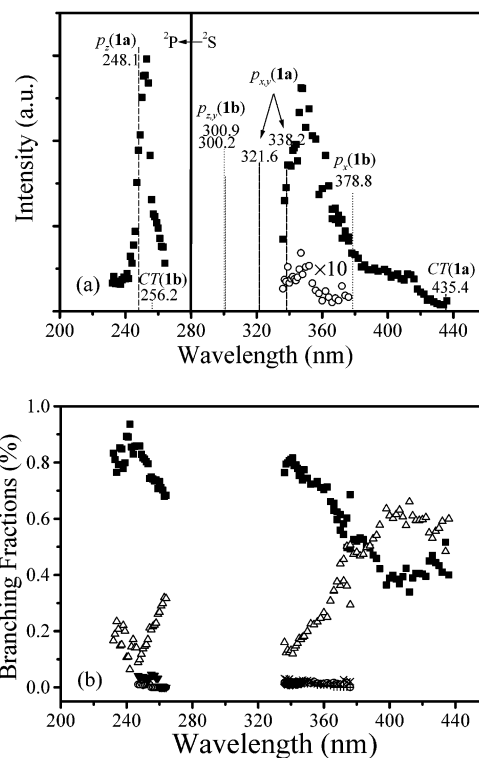 p_z(1a)
248.1
²P←²S
p_x,y(1a)
p_z,y(1b)
300.9
300.2
338.2
321.6
p_x(1b)
378.8
×10
CT(1a)
435.4
CT(1b)
256.2
(a)
Intensity (a.u.)
200 240 280 320 360 400 440
Wavelength (nm)
1.0
0.8
0.6
0.4
0.2
0.0
Branching Fractions (%)
(b)
200 240 280 320 360 400 440
Wavelength (nm)